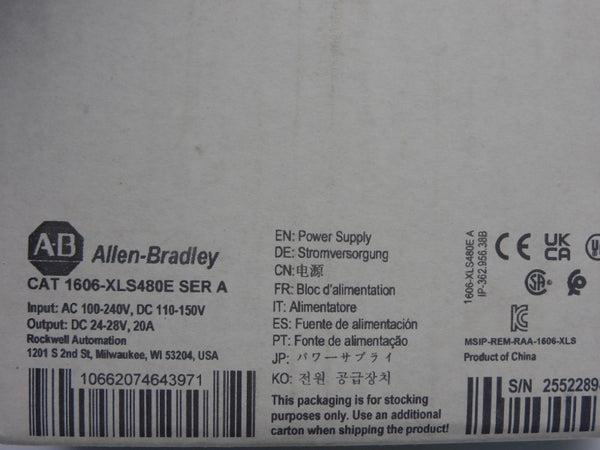 AB
Allen-Bradley
CAT 1606-XLS480E SER A
Input: AC 100-240V, DC 110-150V
Output: DC 24-28V, 20A
Rockwell Automation
1201 S 2nd St, Milwaukee, WI 53204, USA
10662074643971
EN: Power Supply
DE: Stromversorgung
CN: 电源
FR: Bloc d'alimentation
IT: Alimentatore
ES: Fuente de alimentación
PT: Fonte de alimentação
JP: パワーサプライ
KO: 전원 공급장치
This packaging is for stocking
purposes only. Use an additional
carton when shipping the product!
1606-XLS480E A
IP-362.956.38B
CE UK
CA
MSIP-REM-RAA-1606-XLS
Product of China
S/N 2552289